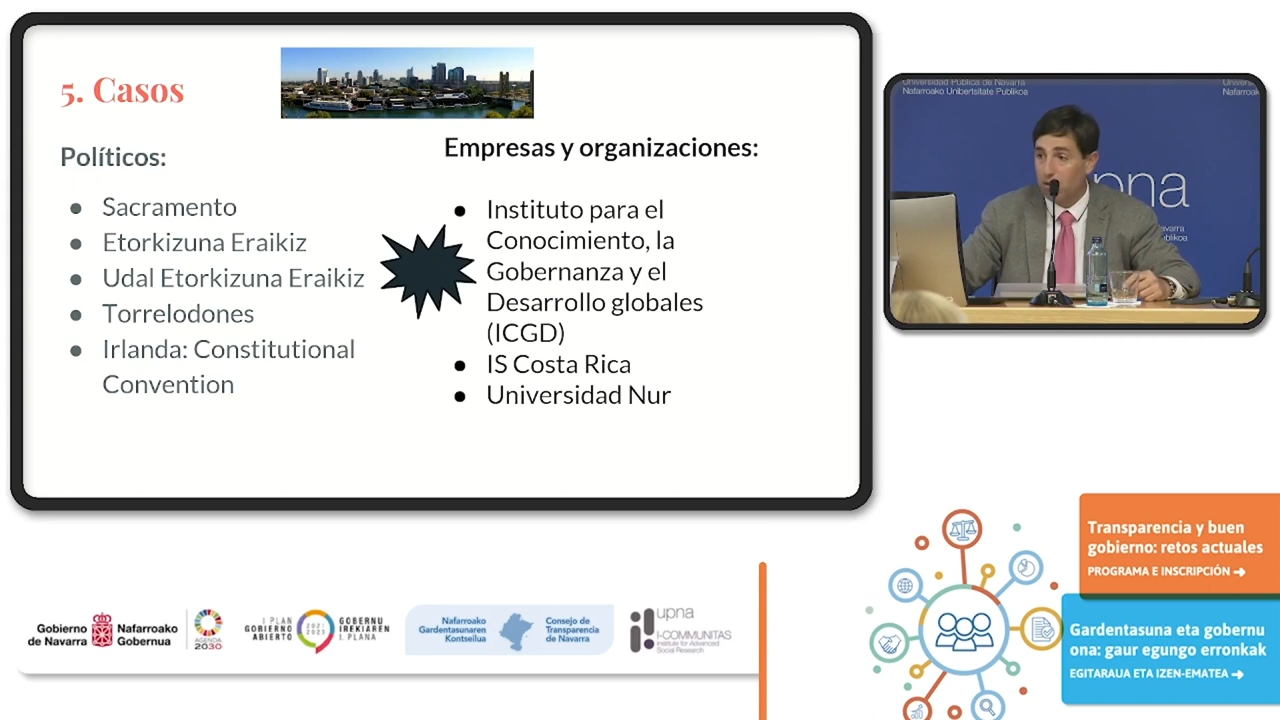 5. Casos
Políticos:
Sacramento
Etorkizuna Eraikiz
Udal Etorkizuna Eraikiz
Torrelodones
Irlanda: Constitutional
Convention
Empresas y organizaciones:
Instituto para el
Conocimiento, la
Gobernanza y el
Desarrollo globales
(ICGD)
IS Costa Rica
Universidad Nur
Universidad Pública de Navarra
Nafarroako Unibertsitate Publikoa
upna
Transparencia y buen
gobierno: retos actuales
PROGRAMA E INSCRIPCIÓN
Gardentasuna eta gobernu
ona: gaur egungo erronkak
EGITARAUA ETA IZEN-EMATEA
Gobierno
de Navarra
Nafarroako
Gobernua
AGENDA
2030
I PLAN
GOBIERNO
ABIERTO
2021
GOBERNU
IREKIAREN
I. PLANA
Nafarroako
Gardentasunaren
Kontseilua
Consejo de
Transparencia
de Navarra
upna
I-COMMUNITAS
Institute for Advanced
Social Research